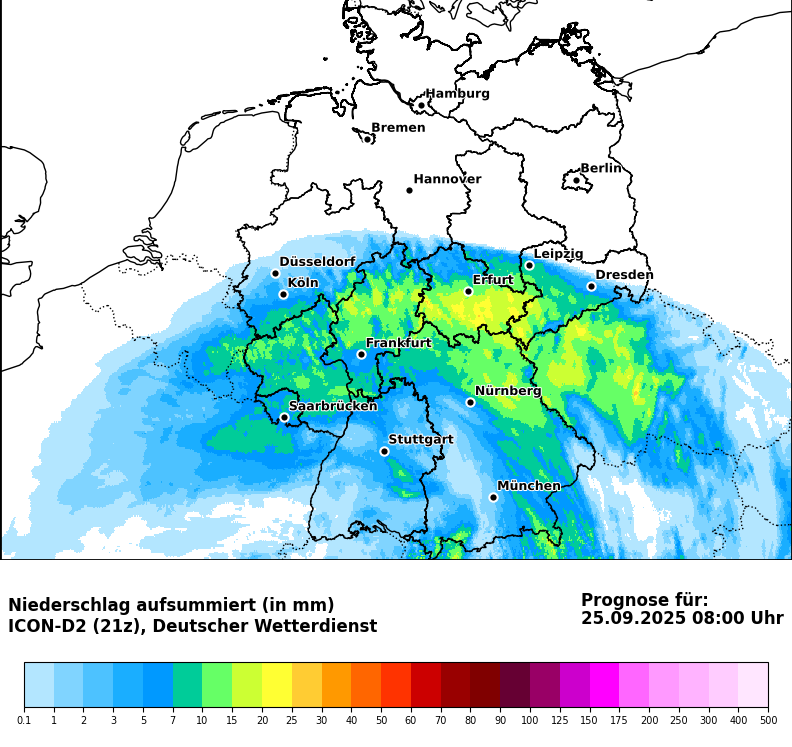 Hamburg
Bremen
Berlin
Hannover
Leipzig
Düsseldorf
Dresden
Köln
Erfurt
Frankfurt
Nürnberg
Saarbrücken
Stuttgart
München
Niederschlag aufsummiert (in mm)
ICON-D2 (21z), Deutscher Wetterdienst
Prognose für:
25.09.2025 08:00 Uhr
0.1 1 2 3 5 7 10 15 20 25 30 40 50 60 70 80 90 100 125 150 175 200 250 300 400 500